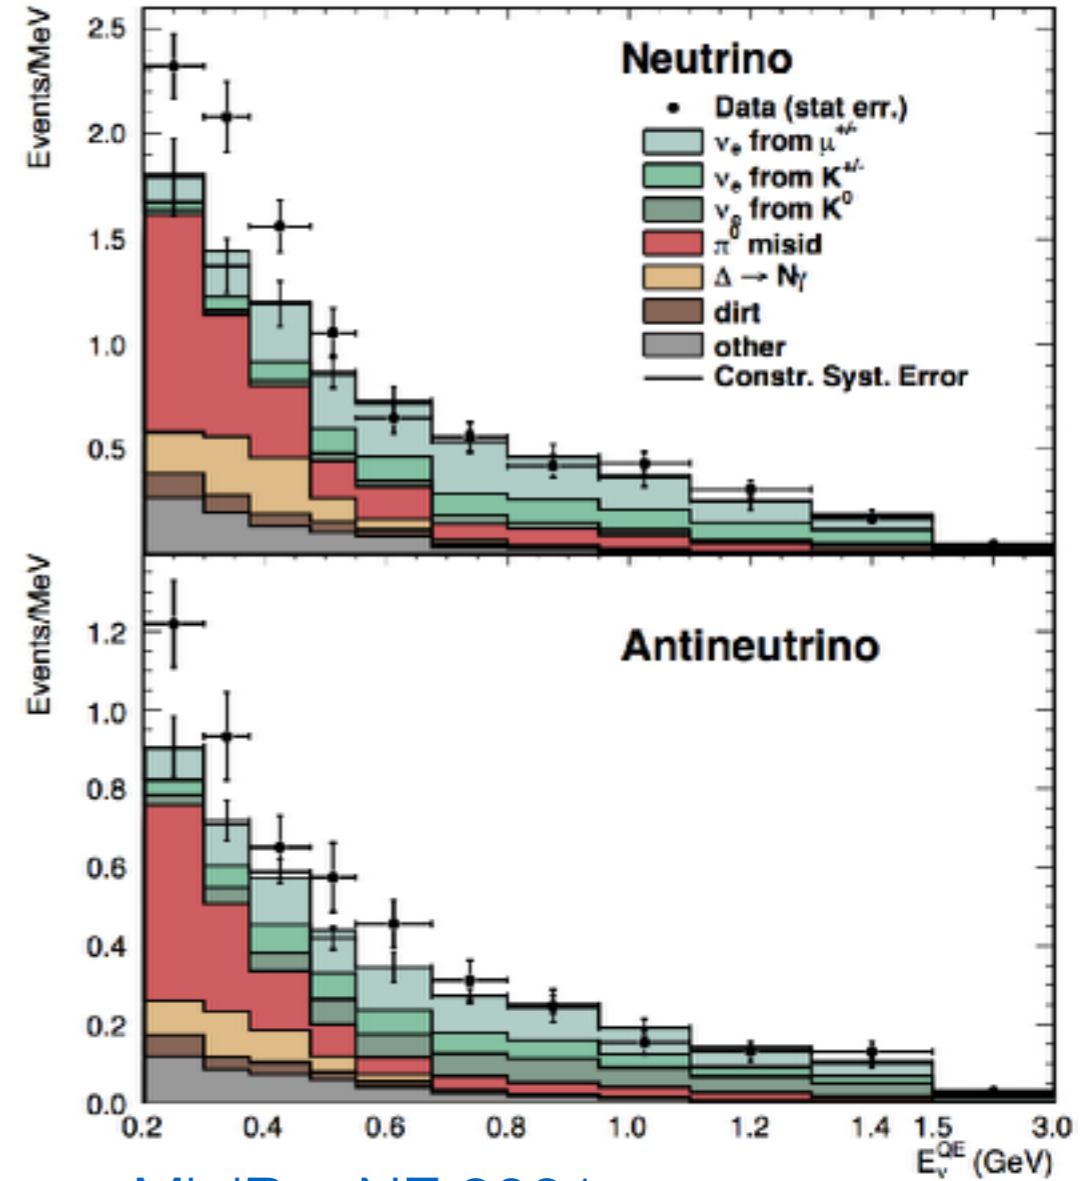 Events/MeV
2.5
2.0
1.5
1.0
0.5
Neutrino
Data (stat err.)
νe from μ+/-
νe from K+/-
νe from K0
π0 misid
Δ → Nγ
dirt
other
Constr. Syst. Error
Events/MeV
1.2
1.0
0.8
0.6
0.4
0.2
0.0
Antineutrino
0.2 0.4 0.6 0.8 1.0 1.2 1.4 1.5 3.0
EνQE (GeV)